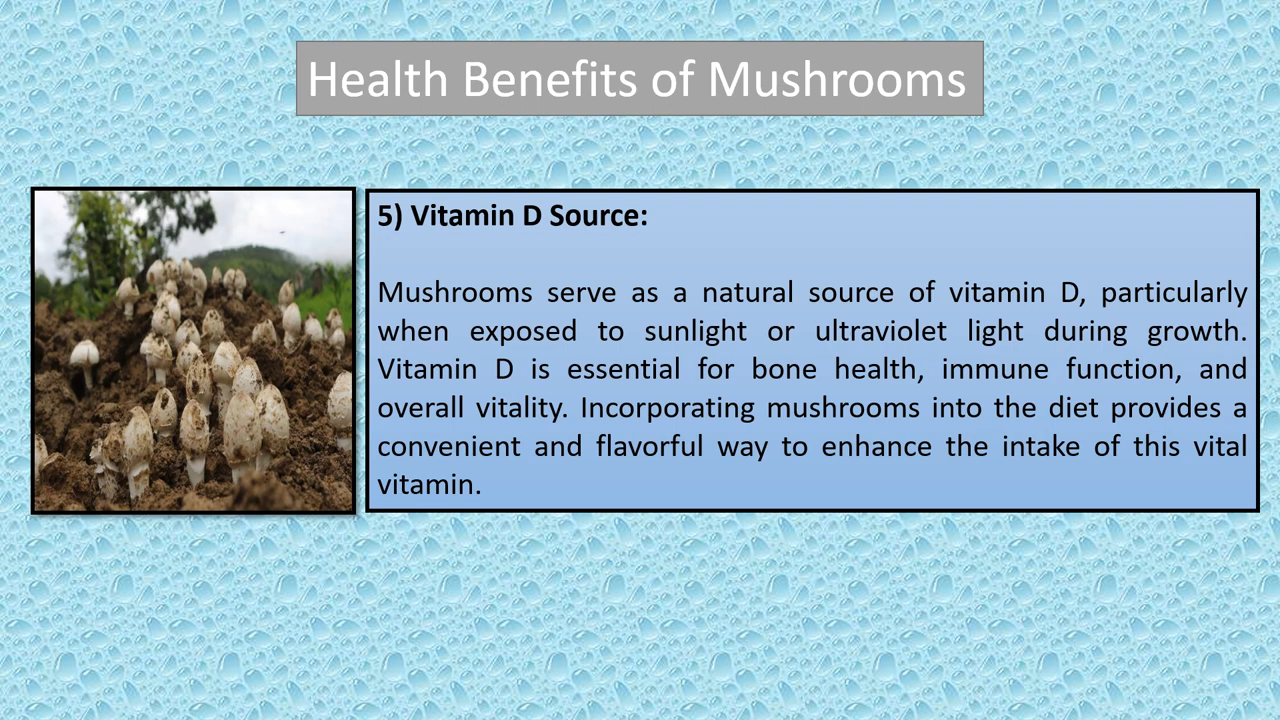 Health Benefits of Mushrooms
5) Vitamin D Source:
Mushrooms serve as a natural source of vitamin D, particularly
when exposed to sunlight or ultraviolet light during growth.
Vitamin D is essential for bone health, immune function, and
overall vitality. Incorporating mushrooms into the diet provides a
convenient and flavorful way to enhance the intake of this vital
vitamin.